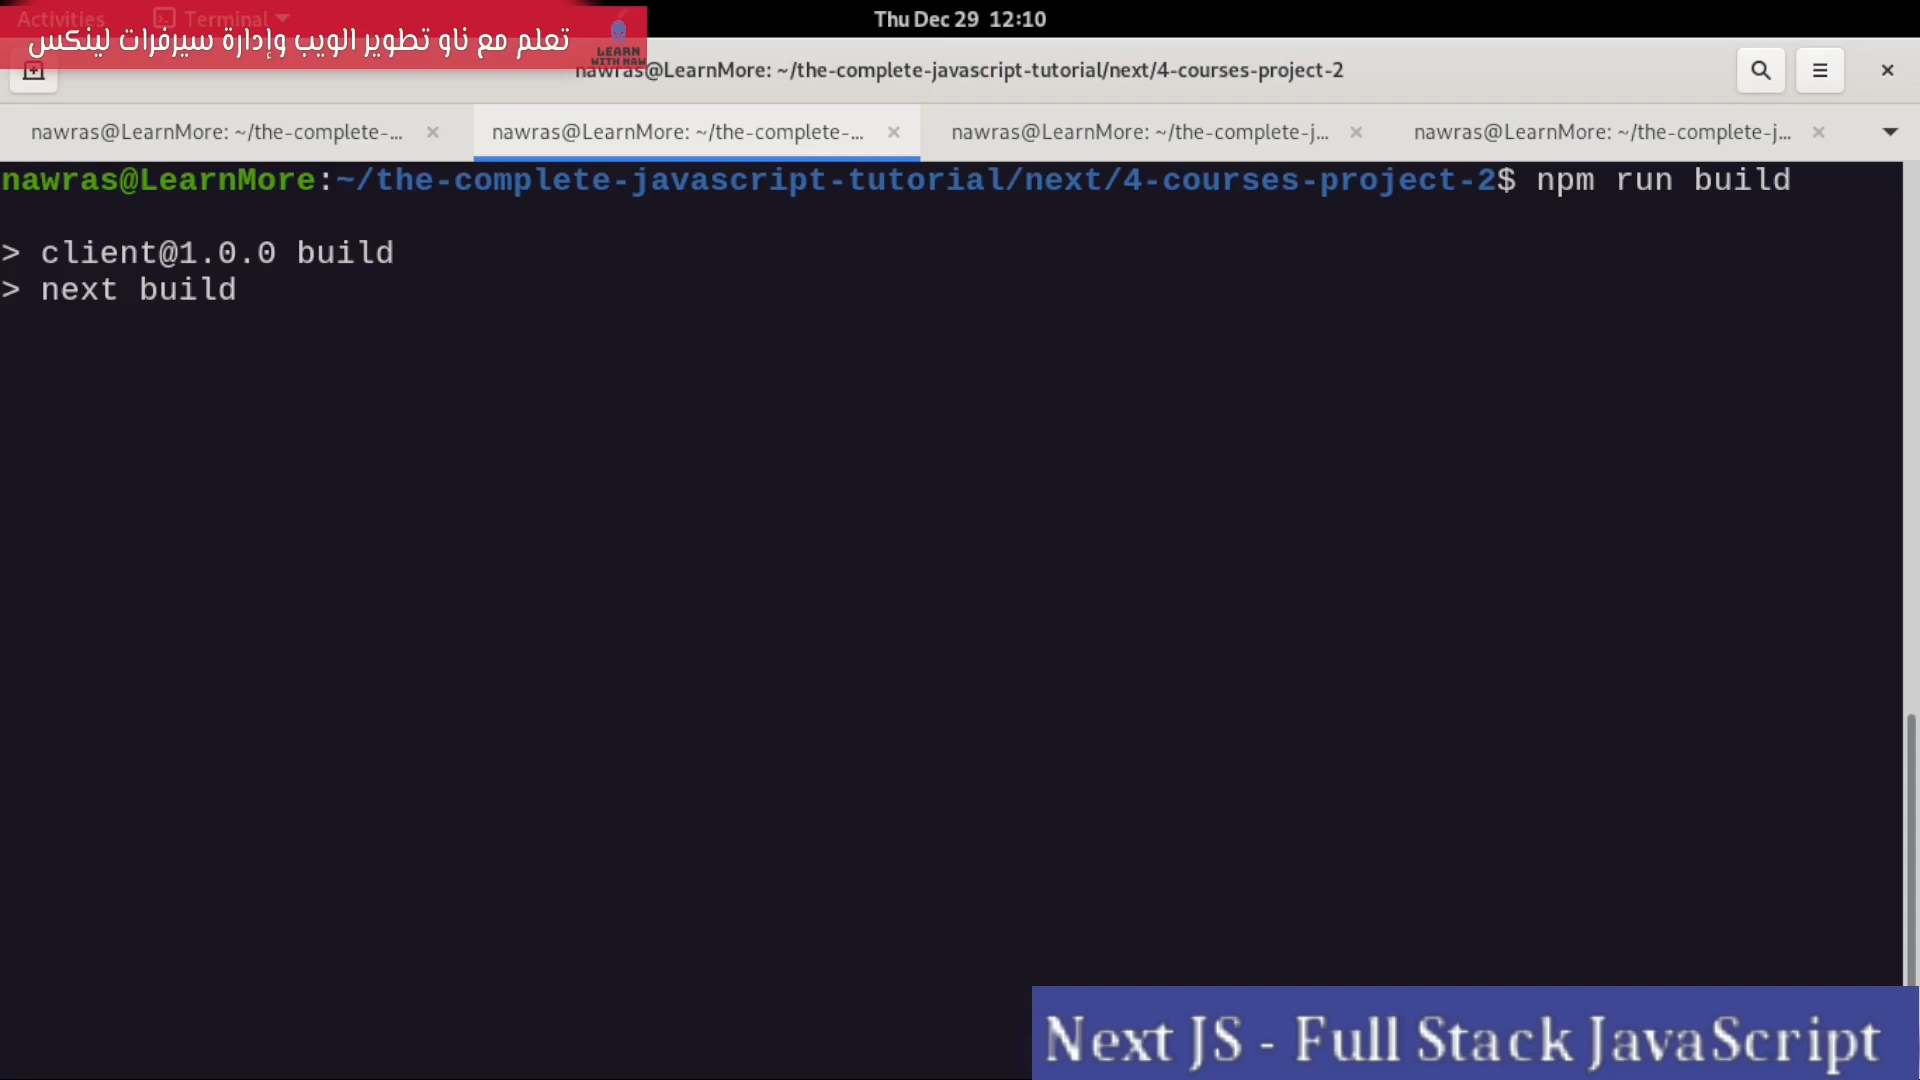 Activities Terminal Thu Dec 29 12:10
تعلم مع ناو تطوير الويب وإدارة سيرفرات لينكس
LEARN
WITH NAW
nawras@LearnMore: ~/the-complete-javascript-tutorial/next/4-courses-project-2
nawras@LearnMore: ~/the-complete-... nawras@LearnMore: ~/the-complete-... nawras@LearnMore: ~/the-complete-j... nawras@LearnMore: ~/the-complete-j...
nawras@LearnMore:~/the-complete-javascript-tutorial/next/4-courses-project-2$ npm run build
> client@1.0.0 build
> next build
Next JS - Full Stack JavaScript